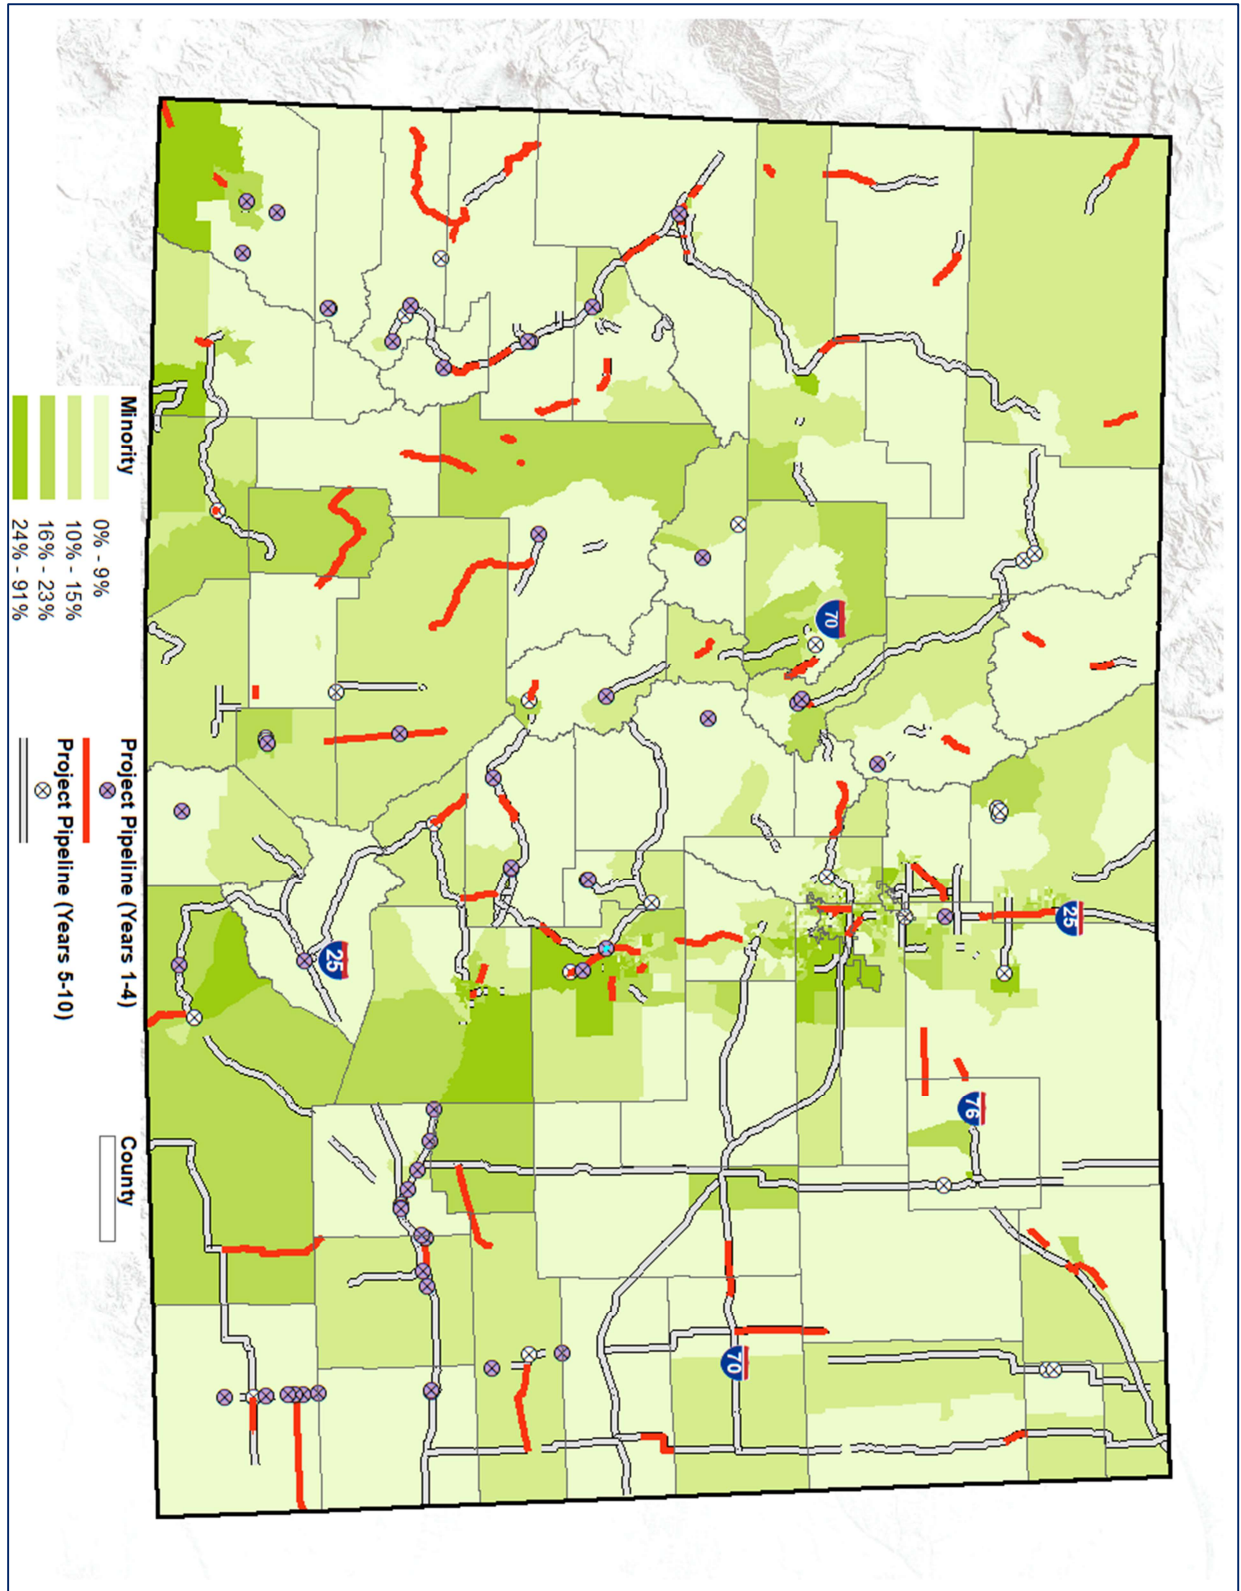 70
25
76
70
25
Minority
0% - 9%
10% - 15%
16% - 23%
24% - 91%
Project Pipeline (Years 1-4)
Project Pipeline (Years 5-10)
County